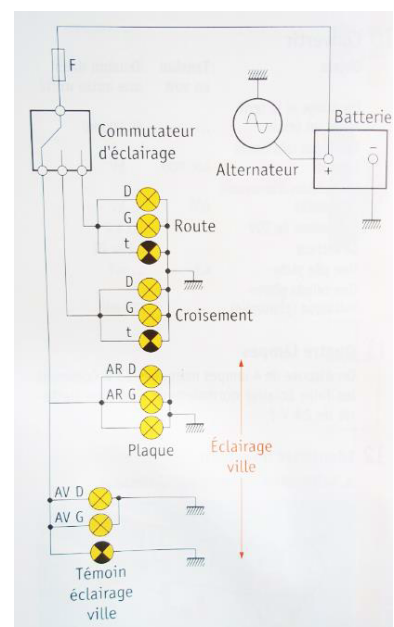 F
Commutateur
d'éclairage
Alternateur
Batterie
+
−
D
G
Route
t
D
G
Croisement
t
AR D
AR G
Plaque
Éclairage
ville
AV D
AV G
Témoin
éclairage
ville